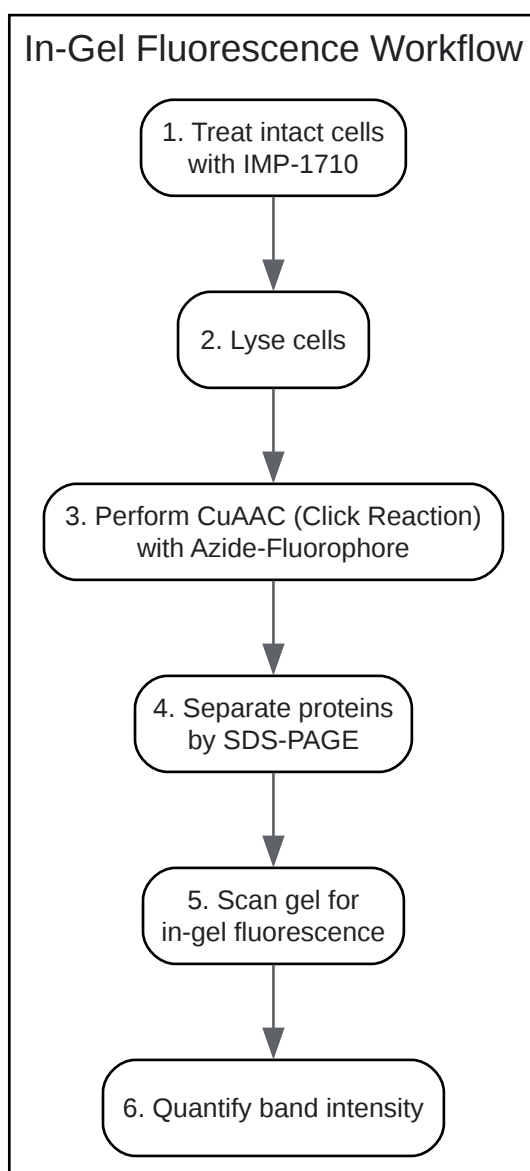 In-Gel Fluorescence Workflow
1. Treat intact cells
with IMP-1710
2. Lyse cells
3. Perform CuAAC (Click Reaction)
with Azide-Fluorophore
4. Separate proteins
by SDS-PAGE
5. Scan gel for
in-gel fluorescence
6. Quantify band intensity